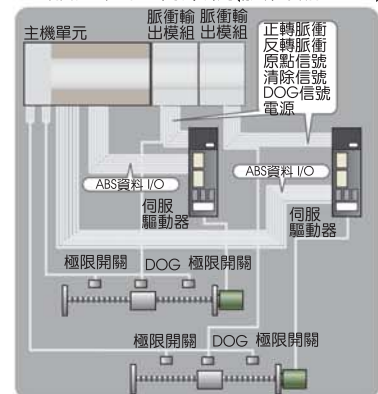 脈衝輸
出模組
脈衝輸
出模組
主機單元
正轉脈衝
反轉脈衝
原點信號
清除信號
DOG信號
電源
ABS資料 I/O
ABS資料 I/O
伺服
驅動器
伺服
驅動器
極限開關
DOG
極限開關
極限開關
DOG
極限開關